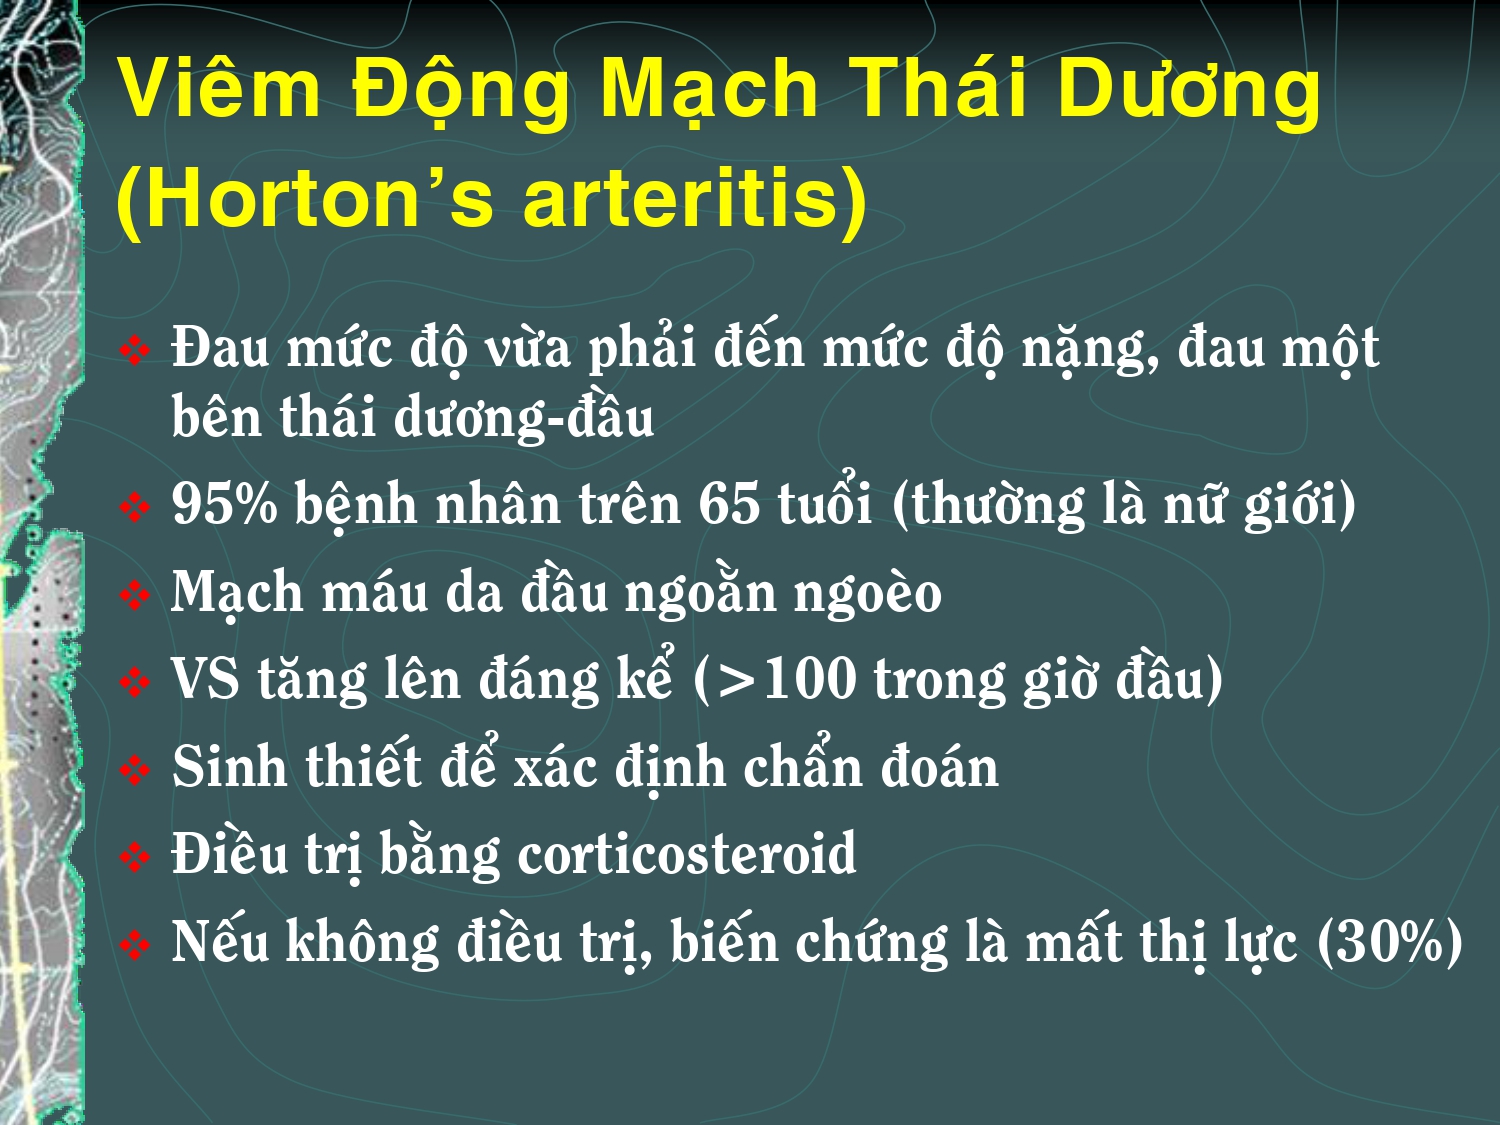 Viêm Động Mạch Thái Dương
(Horton’s arteritis)
❖ Đau mức độ vừa phải đến mức độ nặng, đau một
bên thái dương-đầu
❖ 95% bệnh nhân trên 65 tuổi (thường là nữ giới)
❖ Mạch máu da đầu ngoằn ngoèo
❖ VS tăng lên đáng kể (>100 trong giờ đầu)
❖ Sinh thiết để xác định chẩn đoán
❖ Điều trị bằng corticosteroid
❖ Nếu không điều trị, biến chứng là mất thị lực (30%)